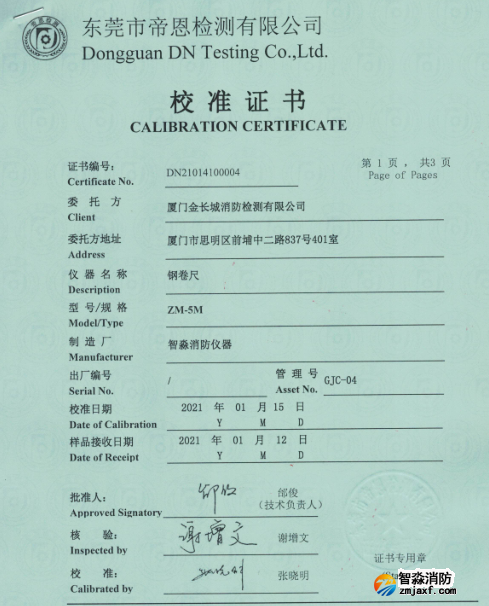 东莞市帝恩检测有限公司
Dongguan DN Testing Co.,Ltd.
校准证书
CALIBRATION CERTIFICATE
证书编号: DN21014100004 第 1 页 , 共3 页
Certificate No. Page of Pages
委托方 厦门金长城消防检测有限公司
Client
委托方地址 厦门市思明区前埔中二路837号401室
Address
仪器名称 钢卷尺
Description
型号/规格 ZM-5M
Model/Type
制造厂 智淼消防仪器
Manufacturer
出厂编号 / 管理号 GJC-04
Serial No. Asset No.
校准日期 2021 年 01 月 15 日
Date of Calibration Y M D
样品接收日期 2021 年 01 月 12 日
Date of Receipt Y M D
批准人: 邰俊
Approved Signatory (技术负责人)
核验: 谢增文 谢增文
Inspected by
校准: 张晓明
Calibrated by
证书专用章
智淼消防
zmjaxf.com